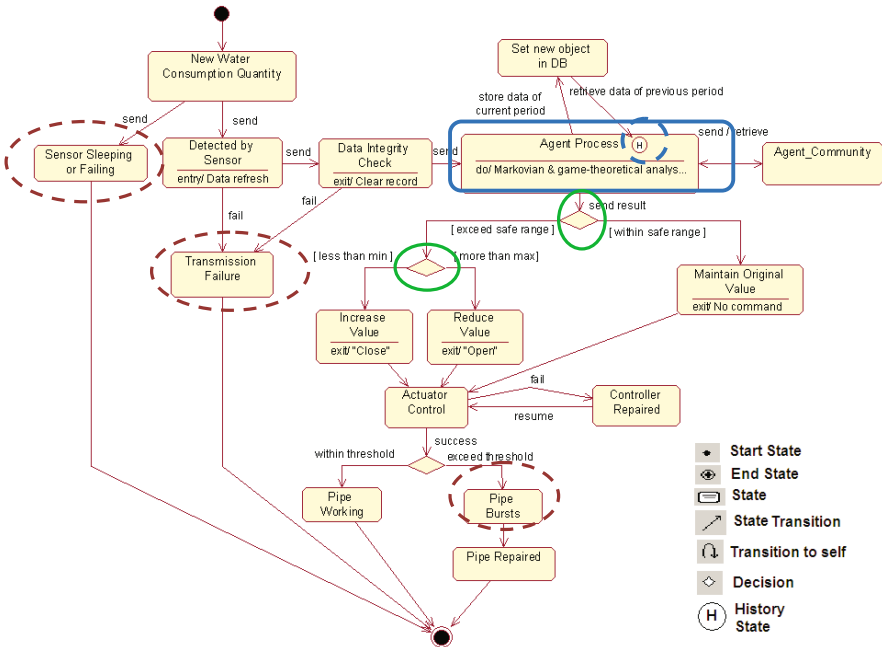 New Water
Consumption Quantity
Set new object
in DB
store data of
current period
retrieve data of previous period
send
send
Sensor Sleeping
or Failing
Detected by
Sensor
entry/ Data refresh
send
Data Integrity
Check
exit/ Clear record
send
Agent Process
H
do/ Markovian & game-theoretical analys...
send / retrieve
Agent_Community
fail
fail
send result
[ exceed safe range ]
[ within safe range ]
Transmission
Failure
[ less than min ]
[ more than max]
Maintain Original
Value
exit/ No command
Increase
Value
exit/ "Close"
Reduce
Value
exit/ "Open"
Actuator
Control
fail
resume
Controller
Repaired
success
within threshold
exceed threshold
Pipe
Working
Pipe
Bursts
Pipe Repaired
Start State
End State
State
State Transition
Transition to self
Decision
H
History
State